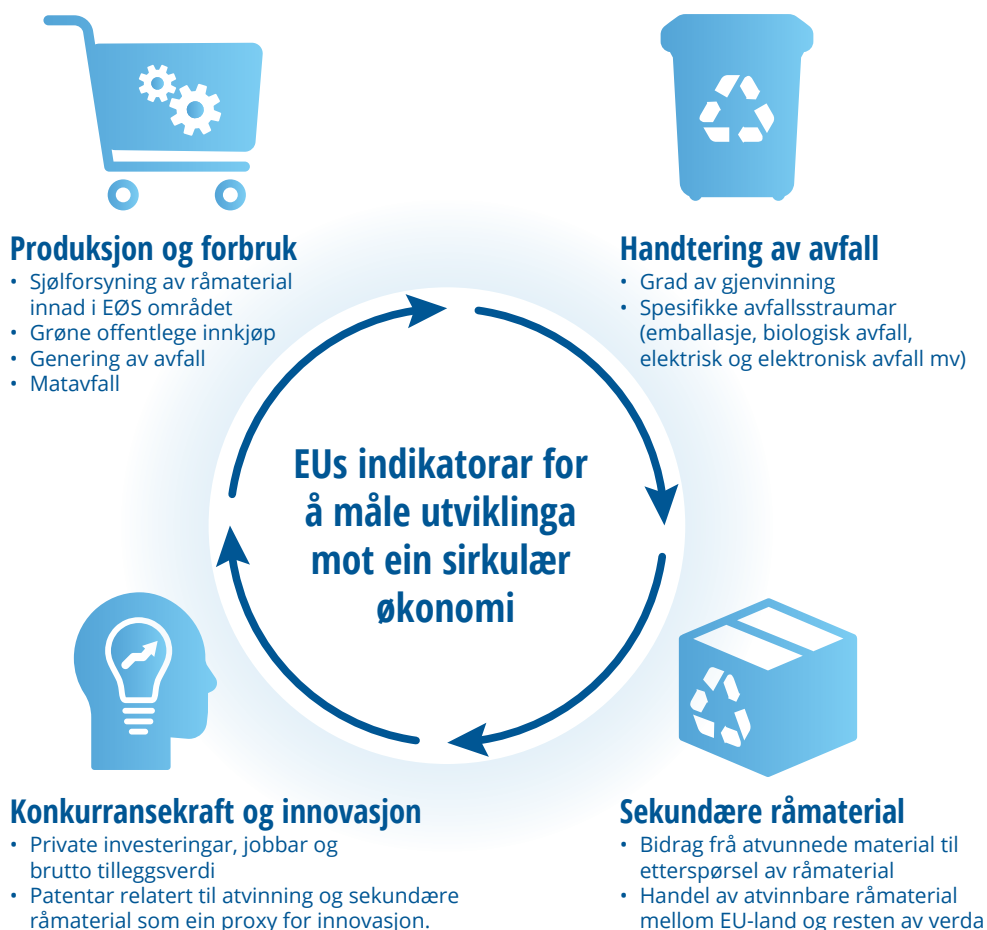 Produksjon og forbruk
• Sjølforsyning av råmaterial
innad i EØS området
• Grøne offentlege innkjøp
• Genering av avfall
• Matavfall
Handtering av avfall
• Grad av gjenvinning
• Spesifikke avfallsstraumar
(emballasje, biologisk avfall,
elektrisk og elektronisk avfall mv)
EUs indikatorar for
å måle utviklinga
mot ein sirkulær
økonomi
Konkurransekraft og innovasjon
• Private investeringar, jobbar og
brutto tilleggsverdi
• Patentar relatert til atvinning og sekundære
råmaterial som ein proxy for innovasjon.
Sekundære råmaterial
• Bidrag frå atvunnede material til
etterspørsel av råmaterial
• Handel av atvinnbare råmaterial
mellom EU-land og resten av verda